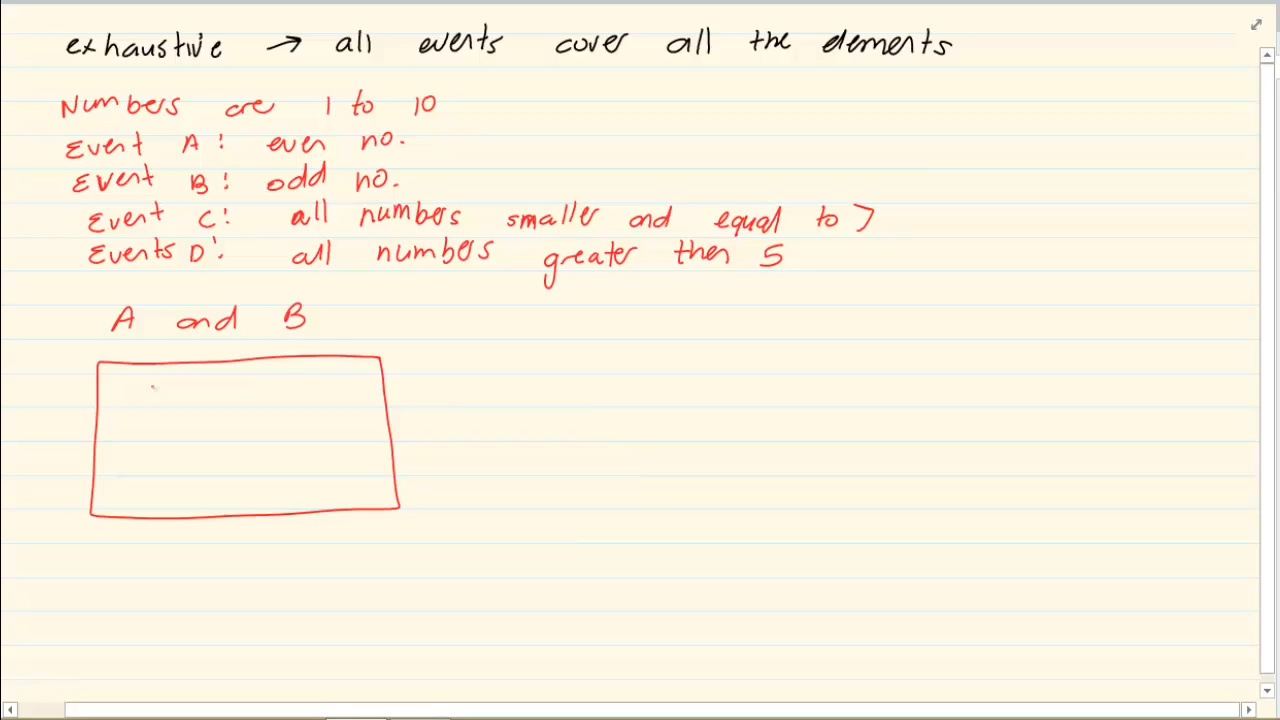 exhaustive → all events cover all the elements
Numbers are 1 to 10
Event A: even no.
Event B: odd no.
Event C: all numbers smaller and equal to 7
Events D: all numbers greater then 5
A and B